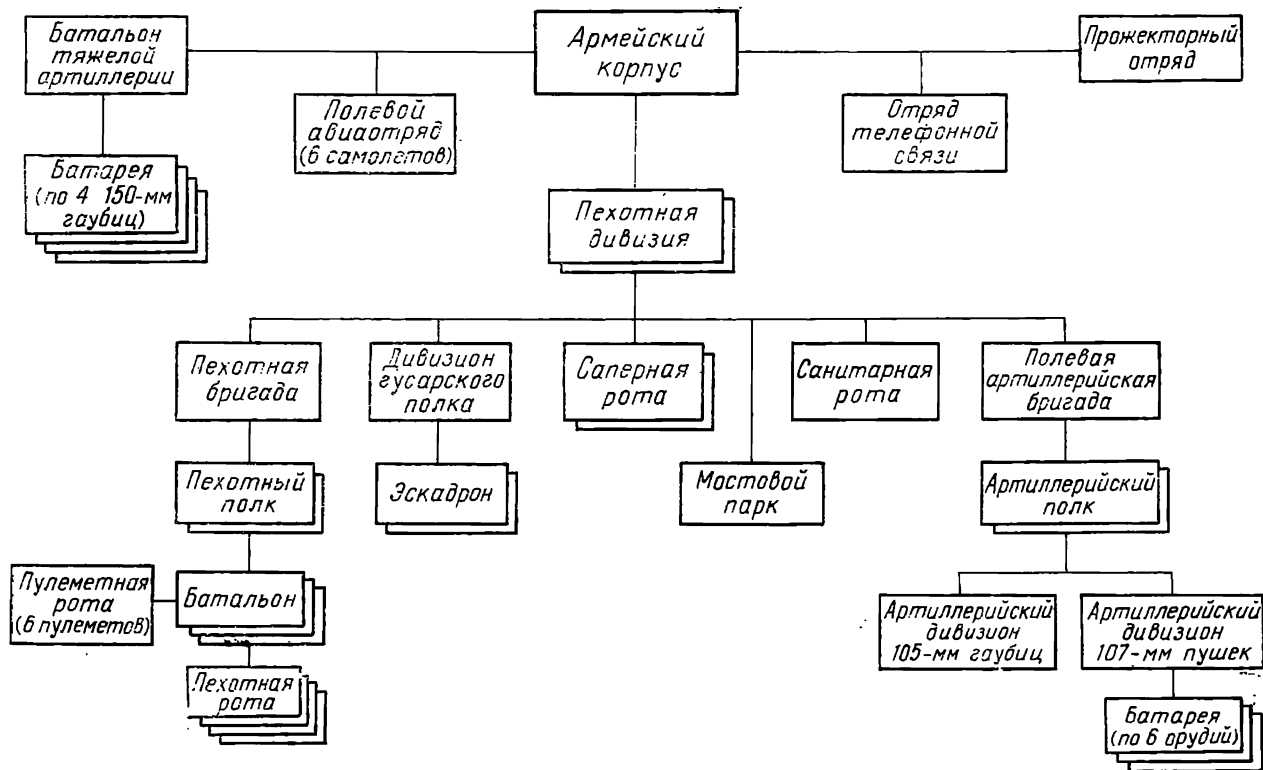 Батальон
тяжелой
артиллерии
Армейский
корпус
Прожекторный
отряд
Полевой
авиаотряд
(6 самолетов)
Отряд
телефонной
связи
Батарея
(по 4 150-мм
гаубиц)
Пехотная
дивизия
Пехотная
бригада
Дивизион
гусарского
полка
Саперная
рота
Санитарная
рота
Полевая
артиллерийская
бригада
Пехотный
полк
Эскадрон
Мостовой
парк
Артиллерийский
полк
Пулеметная
рота
(6 пулеметов)
Батальон
Артиллерийский
дивизион
105-мм гаубиц
Артиллерийский
дивизион
107-мм пушек
Пехотная
рота
Батарея
(по 6 орудий)